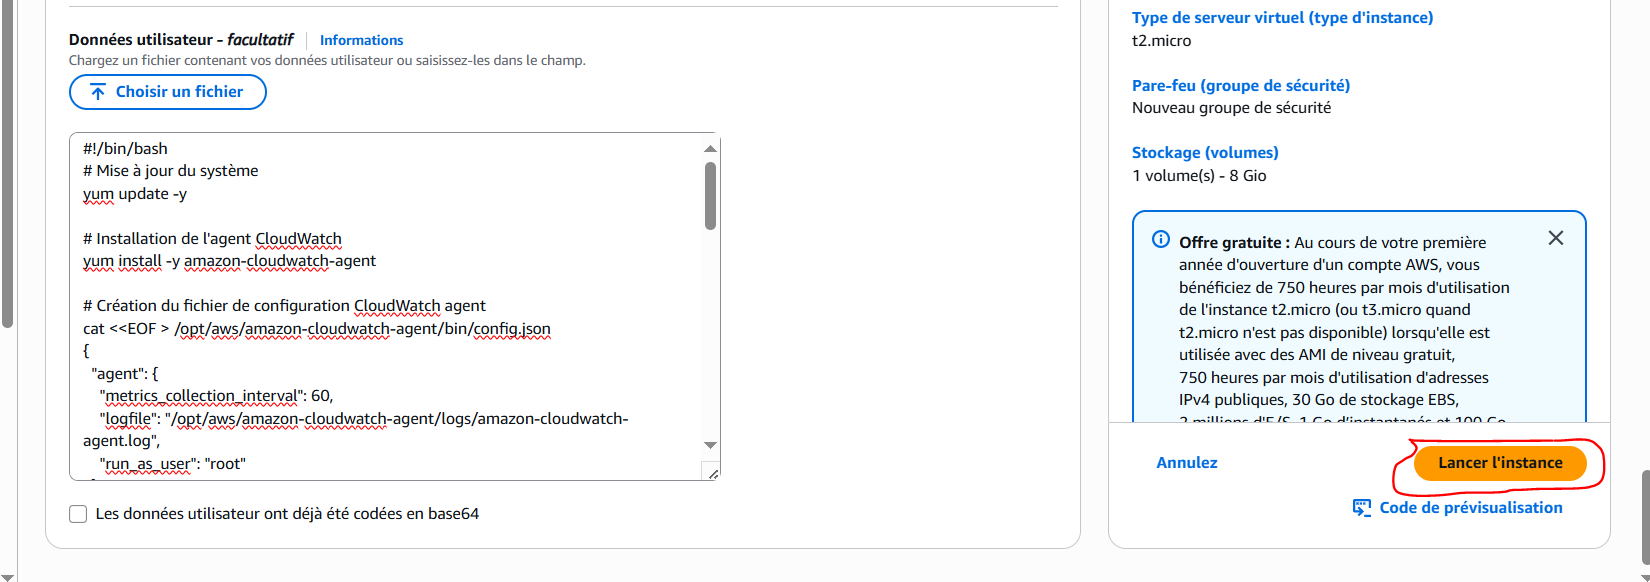 Données utilisateur - facultatif
Informations
Chargez un fichier contenant vos données utilisateur ou saisissez-les dans le champ.
Choisir un fichier
#!/bin/bash
# Mise à jour du système
yum update -y
# Installation de l'agent CloudWatch
yum install -y amazon-cloudwatch-agent
# Création du fichier de configuration CloudWatch agent
cat <<EOF > /opt/aws/amazon-cloudwatch-agent/bin/config.json
{
"agent": {
"metrics_collection_interval": 60,
"logfile": "/opt/aws/amazon-cloudwatch-agent/logs/amazon-cloudwatch-
agent.log",
"run_as_user": "root"
Les données utilisateur ont déjà été codées en base64
Type de serveur virtuel (type d'instance)
t2.micro
Pare-feu (groupe de sécurité)
Nouveau groupe de sécurité
Stockage (volumes)
1 volume(s) - 8 Gio
Offre gratuite : Au cours de votre première
année d'ouverture d'un compte AWS, vous
bénéficiez de 750 heures par mois d'utilisation
de l'instance t2.micro (ou t3.micro quand
t2.micro n'est pas disponible) lorsqu'elle est
utilisée avec des AMI de niveau gratuit,
750 heures par mois d'utilisation d'adresses
IPv4 publiques, 30 Go de stockage EBS,
2 millions d'E/S, 1 Go d'instantanés et 100 Go
Annulez
Lancer l'instance
Code de prévisualisation